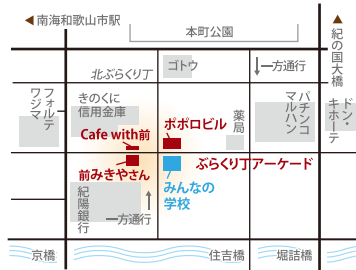 ◀南海和歌山市駅
本町公園
▲紀の国大橋
ゴトウ
↓一方通行
北ぶらくり丁
フォルテワジマ
きのくに
信用金庫
Cafe with前
ポポロビル
薬局
パチンコマルハン
ドン・キホーテ
前みきやさん
ぶらくり丁アーケード
みんなの
学校
紀陽銀行
一方通行↑
京橋
住吉橋
堀詰橋